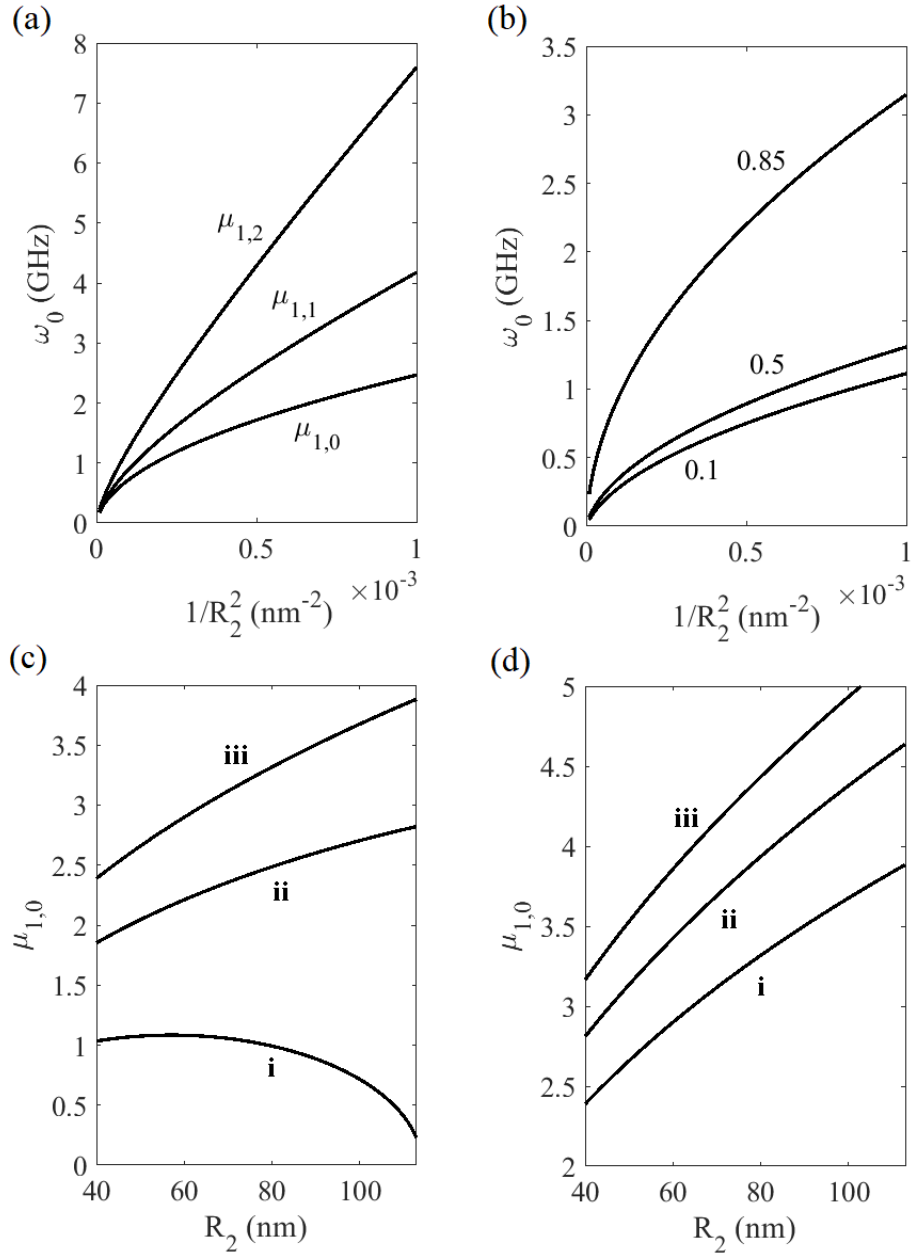 (a)
8
7
6
5
4
3
2
1
0
ω₀ (GHz)
μ₁,₂
μ₁,₁
μ₁,₀
0 0.5 1
×10⁻³
1/R₂² (nm⁻²)
(b)
3.5
3
2.5
2
1.5
1
0.5
0
ω₀ (GHz)
0.85
0.5
0.1
0 0.5 1
×10⁻³
1/R₂² (nm⁻²)
(c)
4
3.5
3
2.5
2
1.5
1
0.5
0
μ₁,₀
iii
ii
i
40 60 80 100
R₂ (nm)
(d)
5
4.5
4
3.5
3
2.5
2
μ₁,₀
iii
ii
i
40 60 80 100
R₂ (nm)